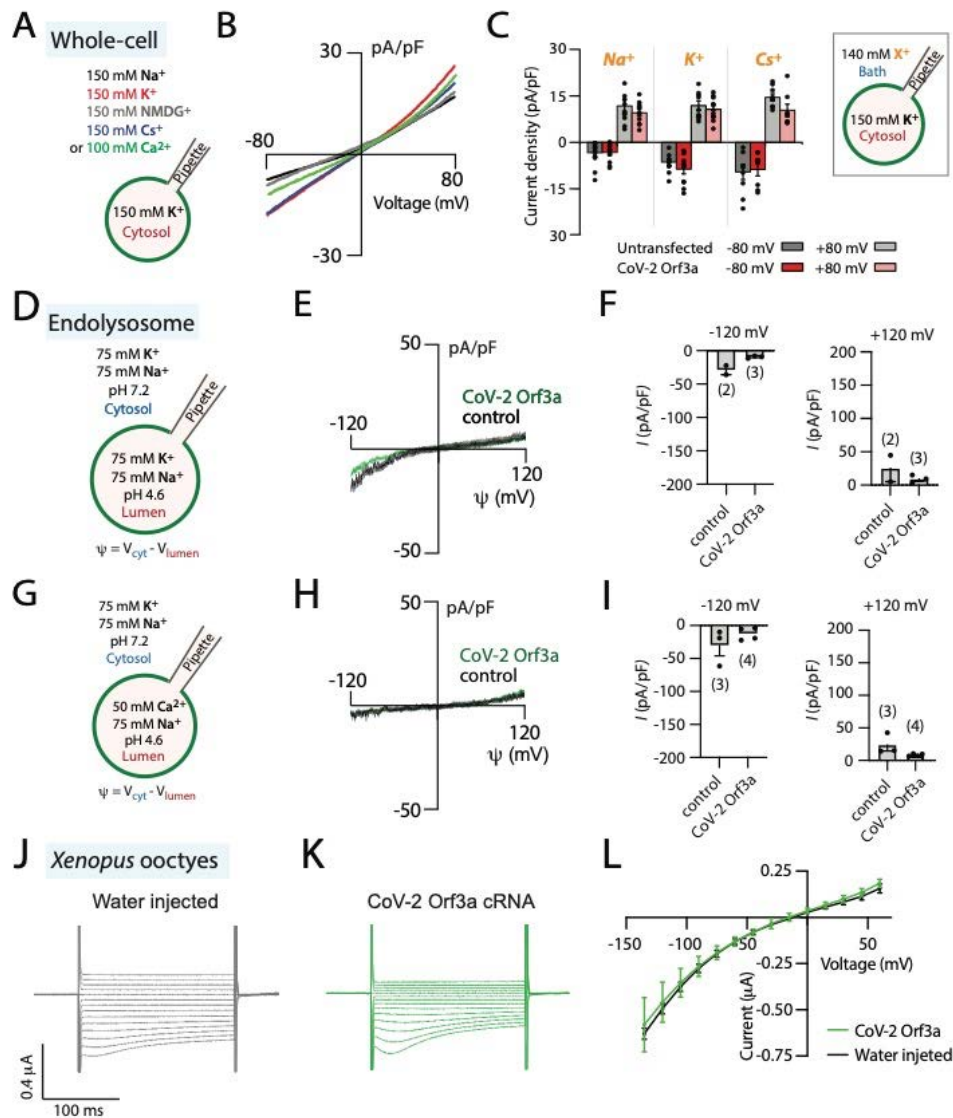 A
Whole-cell
150 mM Na⁺
150 mM K⁺
150 mM NMDG⁺
150 mM Cs⁺
or 100 mM Ca²⁺
Pipette
150 mM K⁺
Cytosol
B
30
pA/pF
-80
80
Voltage (mV)
-30
C
Current density (pA/pF)
30
15
0
15
30
Na⁺
K⁺
Cs⁺
Untransfected
-80 mV
+80 mV
CoV-2 Orf3a
-80 mV
+80 mV
140 mM X⁺
Bath
Pipette
150 mM K⁺
Cytosol
D
Endolysosome
75 mM K⁺
75 mM Na⁺
pH 7.2
Cytosol
Pipette
75 mM K⁺
75 mM Na⁺
pH 4.6
Lumen
ψ = Vcyt - Vlumen
E
50
pA/pF
CoV-2 Orf3a
control
-120
120
ψ (mV)
-50
F
-120 mV
I (pA/pF)
0
-50
-100
-150
-200
(2)
(3)
control
CoV-2 Orf3a
+120 mV
I (pA/pF)
200
150
100
50
0
(2)
(3)
control
CoV-2 Orf3a
G
75 mM K⁺
75 mM Na⁺
pH 7.2
Cytosol
Pipette
50 mM Ca²⁺
75 mM Na⁺
pH 4.6
Lumen
ψ = Vcyt - Vlumen
H
50
pA/pF
CoV-2 Orf3a
control
-120
120
ψ (mV)
-50
I
-120 mV
I (pA/pF)
0
-50
-100
-150
-200
(3)
(4)
control
CoV-2 Orf3a
+120 mV
I (pA/pF)
200
150
100
50
0
(3)
(4)
control
CoV-2 Orf3a
J
Xenopus ooctyes
Water injected
0.4 µA
100 ms
K
CoV-2 Orf3a cRNA
L
0.25
-150
-100
-50
50
Voltage (mV)
-0.25
Current (µA)
-0.75
CoV-2 Orf3a
Water injeted